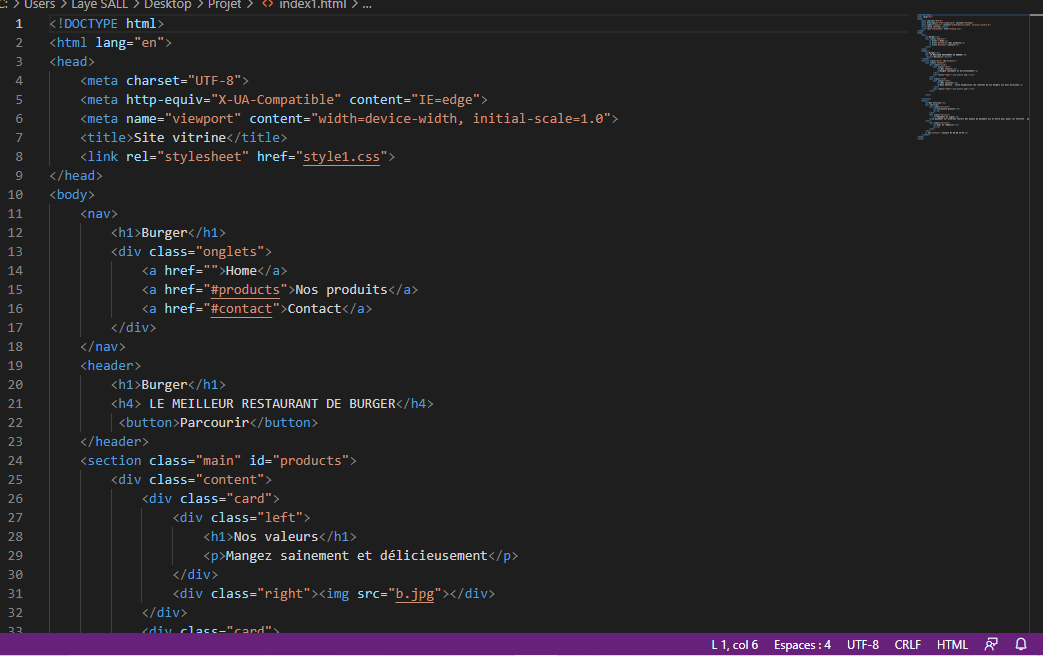 C: > Users > Laye SALL > Desktop > Projet > <> index1.html > ...
1 <!DOCTYPE html>
2 <html lang="en">
3 <head>
4     <meta charset="UTF-8">
5     <meta http-equiv="X-UA-Compatible" content="IE=edge">
6     <meta name="viewport" content="width=device-width, initial-scale=1.0">
7     <title>Site vitrine</title>
8     <link rel="stylesheet" href="style1.css">
9 </head>
10 <body>
11     <nav>
12         <h1>Burger</h1>
13         <div class="onglets">
14             <a href="">Home</a>
15             <a href="#products">Nos produits</a>
16             <a href="#contact">Contact</a>
17         </div>
18     </nav>
19     <header>
20         <h1>Burger</h1>
21         <h4> LE MEILLEUR RESTAURANT DE BURGER</h4>
22          <button>Parcourir</button>
23     </header>
24     <section class="main" id="products">
25         <div class="content">
26             <div class="card">
27                 <div class="left">
28                     <h1>Nos valeurs</h1>
29                     <p>Mangez sainement et délicieusement</p>
30                 </div>
31                 <div class="right"><img src="b.jpg"></div>
32             </div>
33             <div class="card">
L 1, col 6 Espaces : 4 UTF-8 CRLF HTML